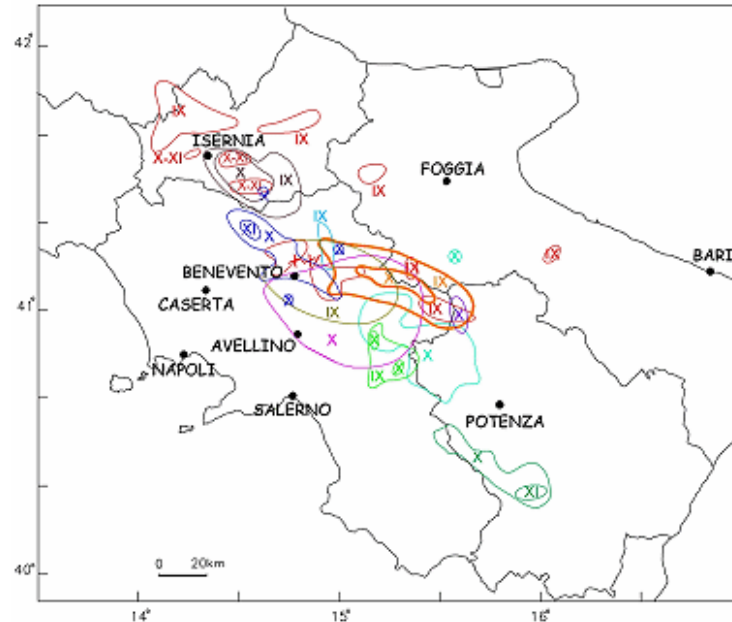 42°
IX
IX
ISERNIA
X-XI
X-XI
X
IX
X-XI
IX
FOGGIA
IX
XI
X
X
IX
BARI
BENEVENTO
IX
X
IX
41°
CASERTA
X
IX
IX
X
AVELLINO
X
X
X
NAPOLI
IX
X
SALERNO
POTENZA
X
XI
40°
0 20km
14°
15°
16°